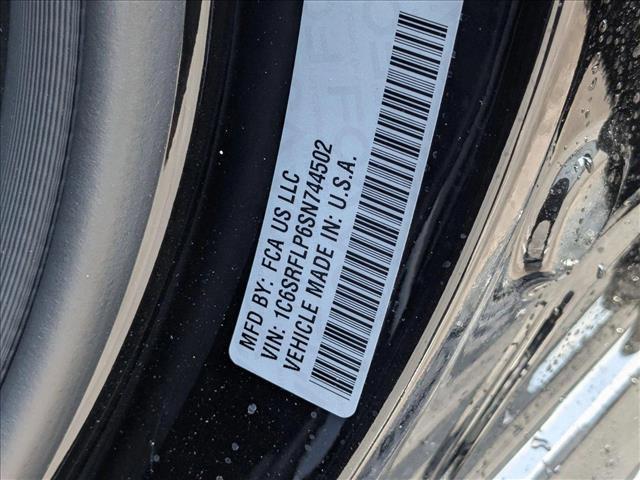 MFD BY: FCA US LLC
VIN: 1C6SRFLP6SN744502
VEHICLE MADE IN: U.S.A.